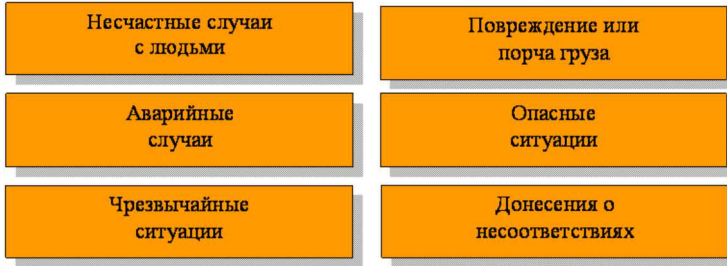 Несчастные случаи
с людьми
Повреждение или
порча груза
Аварийные
случаи
Опасные
ситуации
Чрезвычайные
ситуации
Донесения о
несоответствиях